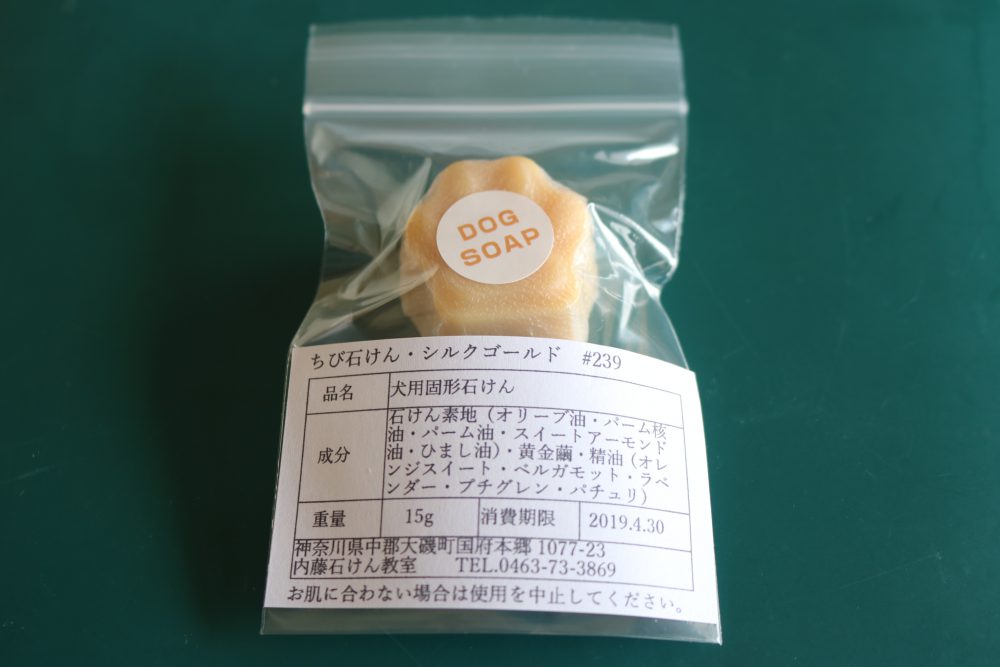 DOG
SOAP
ちび石けん・シルクゴールド #239
品名 犬用固形石けん
成分 石けん素地（オリーブ油・パーム核
油・パーム油・スイートアーモンド
油・ひまし油）・黄金繭・精油（オレ
ンジスイート・ベルガモット・ラベ
ンダー・プチグレン・パチュリ）
重量 15g 消費期限 2019.4.30
神奈川県中郡大磯町国府本郷 1077-23
内藤石けん教室 TEL.0463-73-3869
お肌に合わない場合は使用を中止してください。